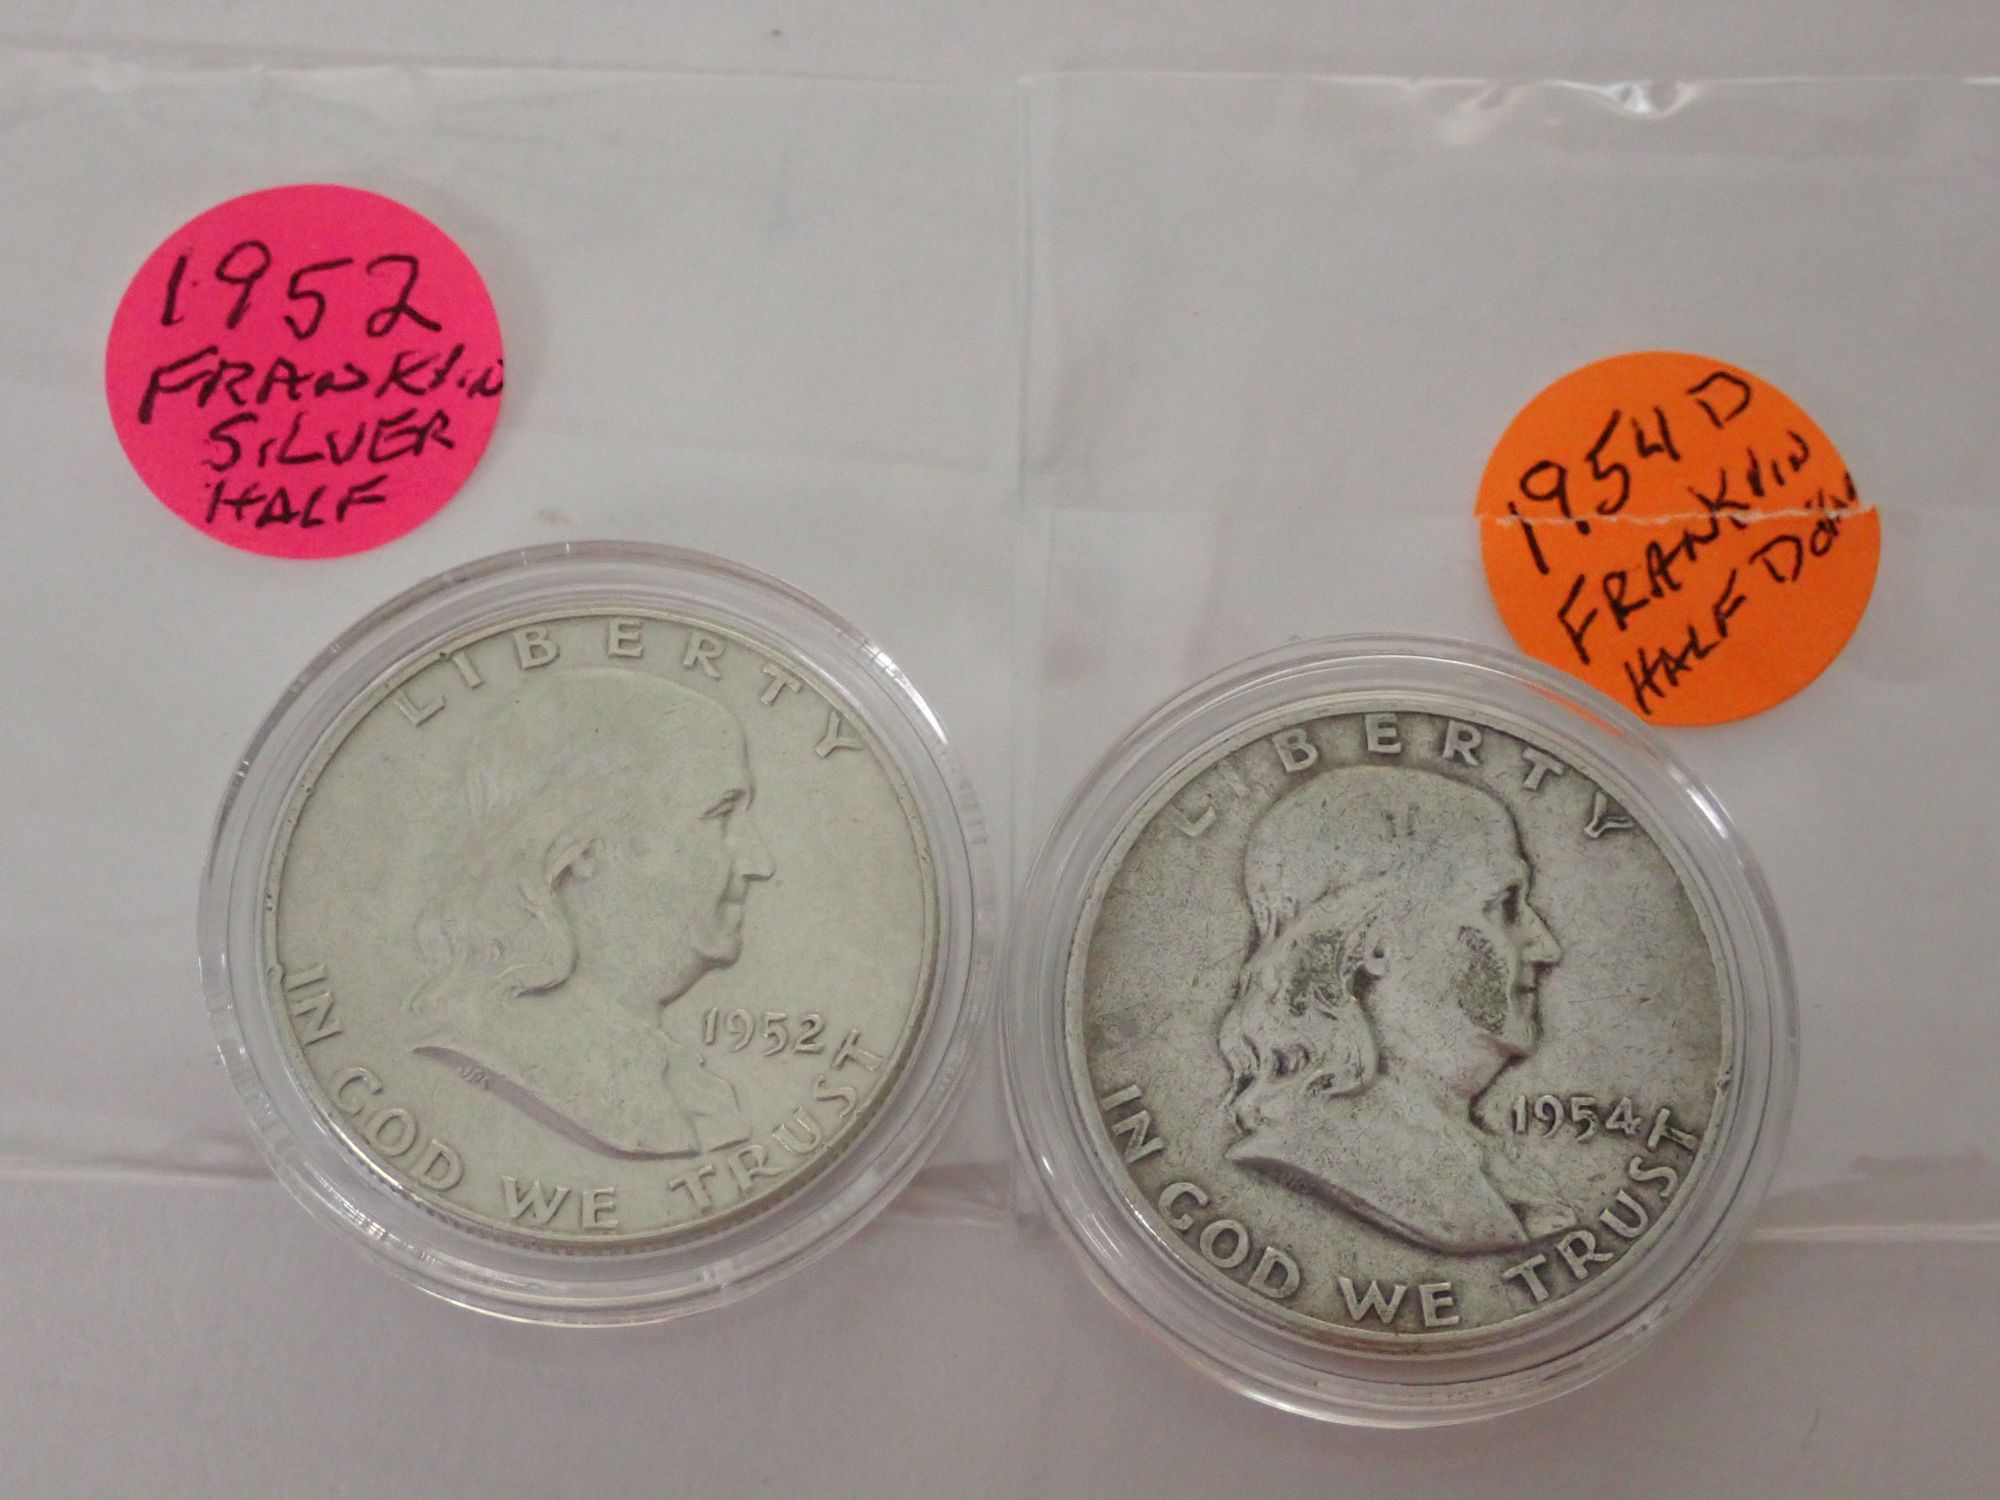 1952
FRANKLIN
SILVER
HALF
1954 D
FRANKLIN
HALF
LIBERTY
1952
IN GOD WE TRUST
LIBERTY
1954
IN GOD WE TRUST